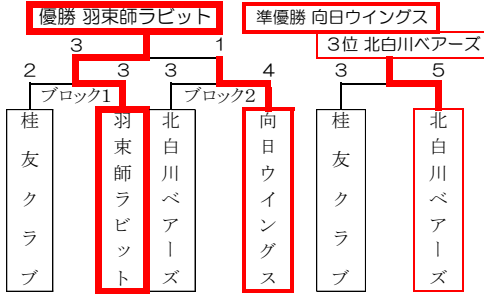 優勝 羽束師ラビット
準優勝 向日ウイングス
3位 北白川ベアーズ
3 1
2 3 3 4 3 5
ブロック1 ブロック2
桂友クラブ
羽束師ラビット
北白川ベアーズ
向日ウイングス
桂友クラブ
北白川ベアーズ